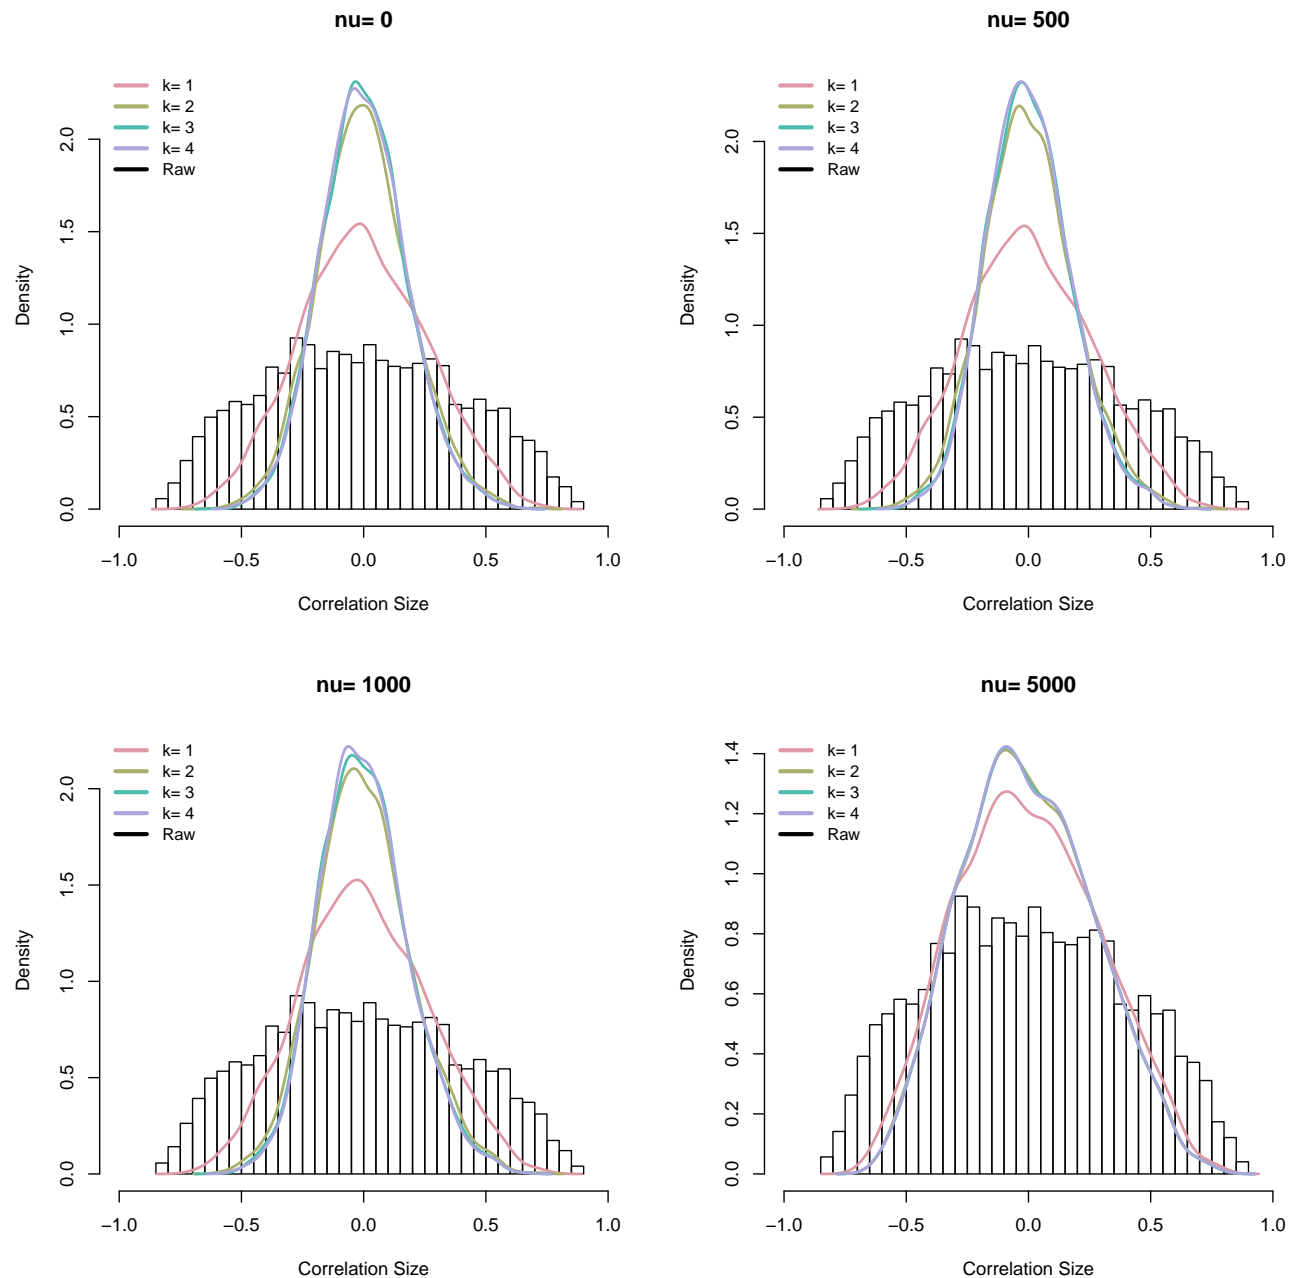 nu= 0
k= 1
k= 2
k= 3
k= 4
Raw
Density
0.0
0.5
1.0
1.5
2.0
−1.0 −0.5 0.0 0.5 1.0
Correlation Size
nu= 500
k= 1
k= 2
k= 3
k= 4
Raw
Density
0.0
0.5
1.0
1.5
2.0
−1.0 −0.5 0.0 0.5 1.0
Correlation Size
nu= 1000
k= 1
k= 2
k= 3
k= 4
Raw
Density
0.0
0.5
1.0
1.5
2.0
−1.0 −0.5 0.0 0.5 1.0
Correlation Size
nu= 5000
k= 1
k= 2
k= 3
k= 4
Raw
Density
0.0
0.2
0.4
0.6
0.8
1.0
1.2
1.4
−1.0 −0.5 0.0 0.5 1.0
Correlation Size